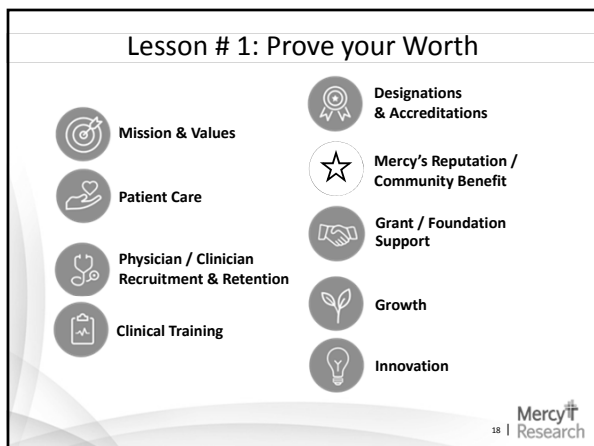 Lesson # 1: Prove your Worth
Mission & Values
Patient Care
Physician / Clinician
Recruitment & Retention
Clinical Training
Designations
& Accreditations
Mercy's Reputation /
Community Benefit
Grant / Foundation
Support
Growth
Innovation
18 |
Mercy
Research